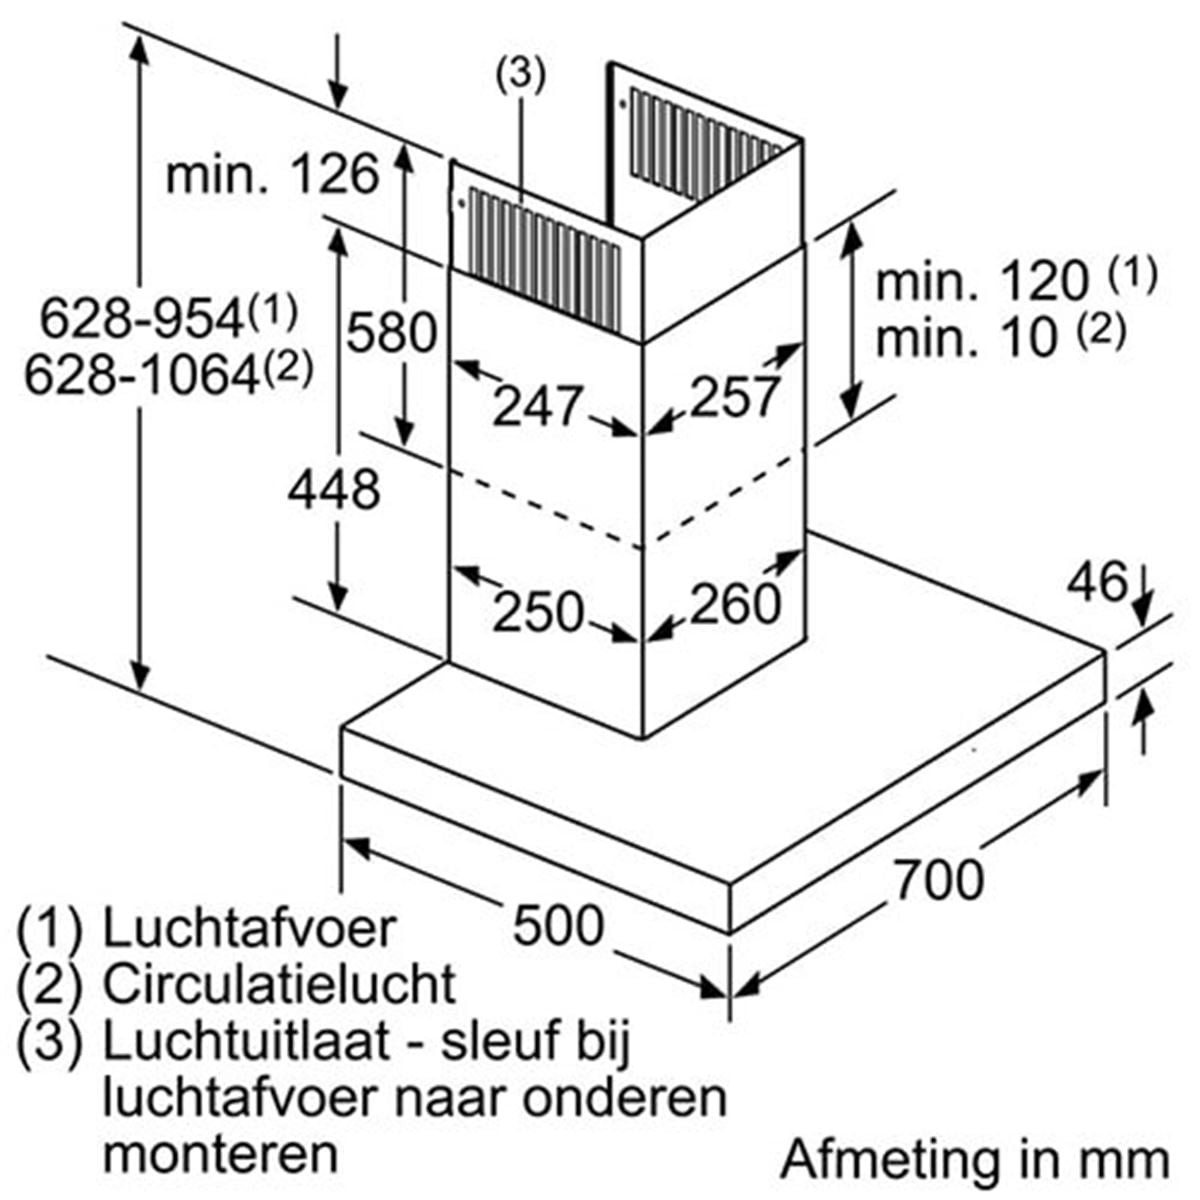 (3)
min. 126
min. 120 (1)
min. 10 (2)
628-954(1)
628-1064(2)
580
247
257
448
250
260
46
700
500
(1) Luchtafvoer
(2) Circulatielucht
(3) Luchtuitlaat - sleuf bij
luchtafvoer naar onderen
monteren
Afmeting in mm